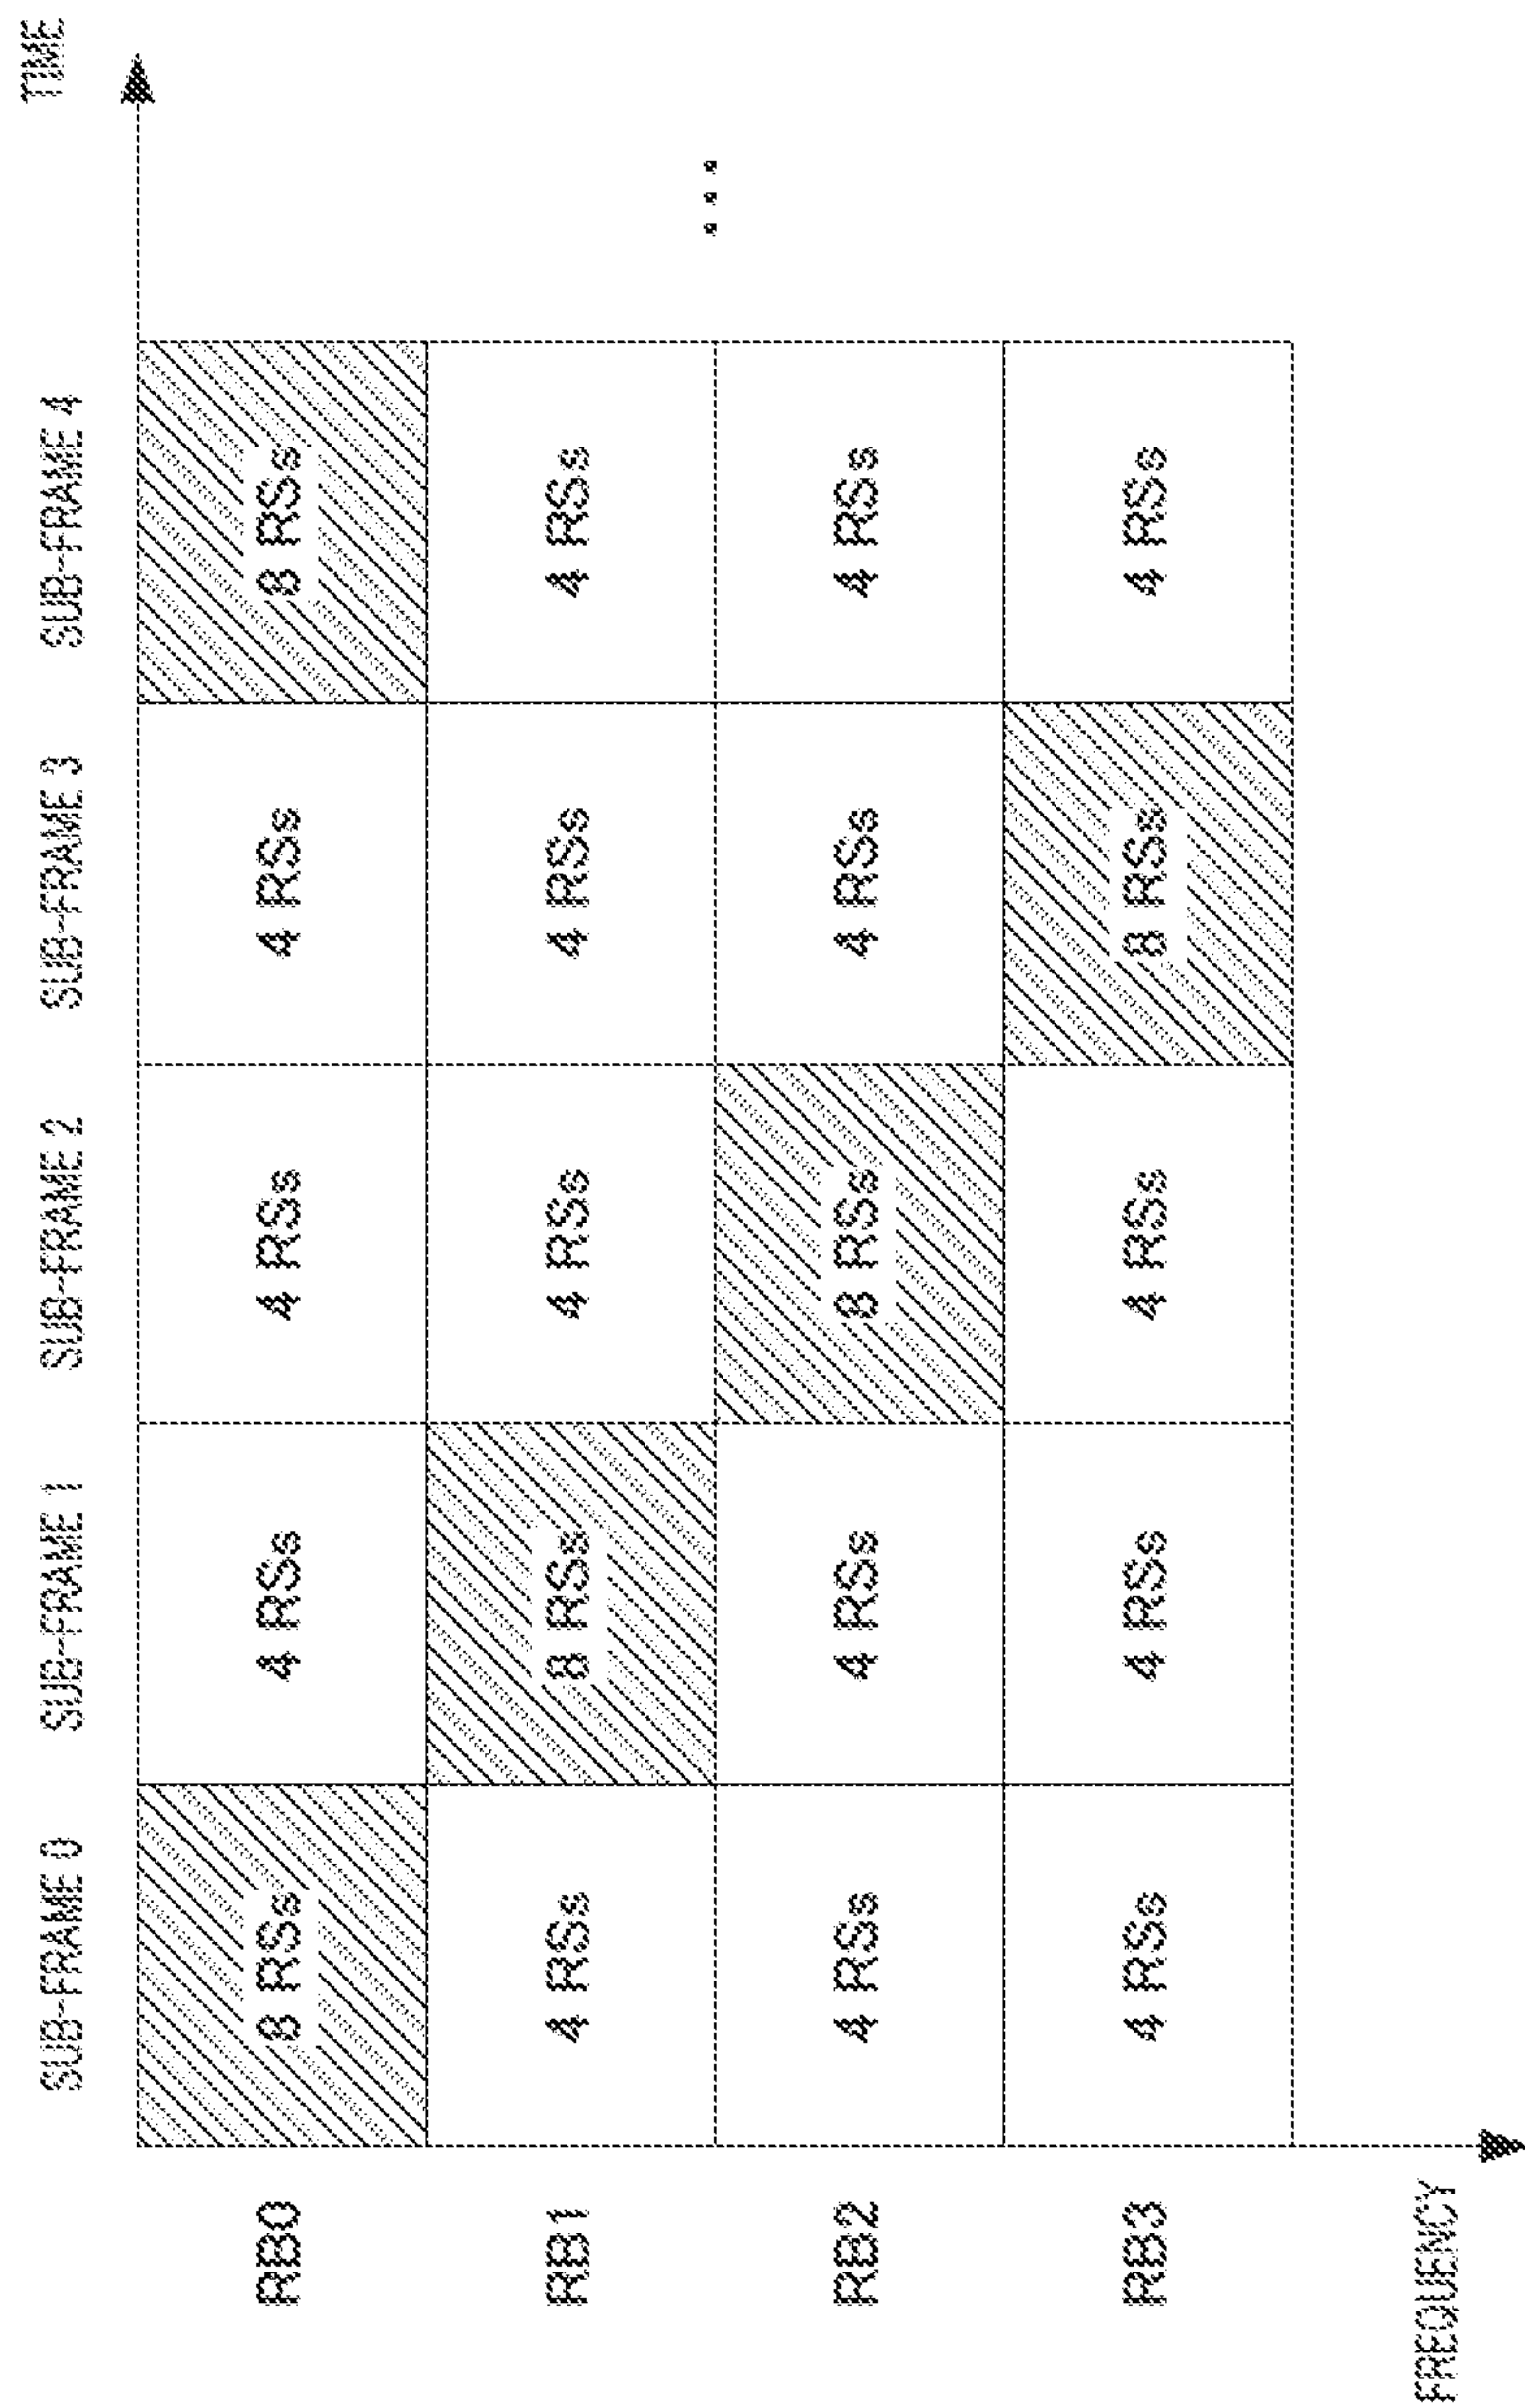 SUB-FRAME 0 SUB-FRAME 1 SUB-FRAME 2 SUB-FRAME 3 SUB-FRAME 4 TIME
RB0 8 RSs 4 RSs 4 RSs 4 RSs 8 RSs
RB1 4 RSs 8 RSs 4 RSs 4 RSs 4 RSs
RB2 4 RSs 4 RSs 8 RSs 4 RSs 4 RSs ...
RB3 4 RSs 4 RSs 4 RSs 8 RSs 4 RSs
FREQUENCY